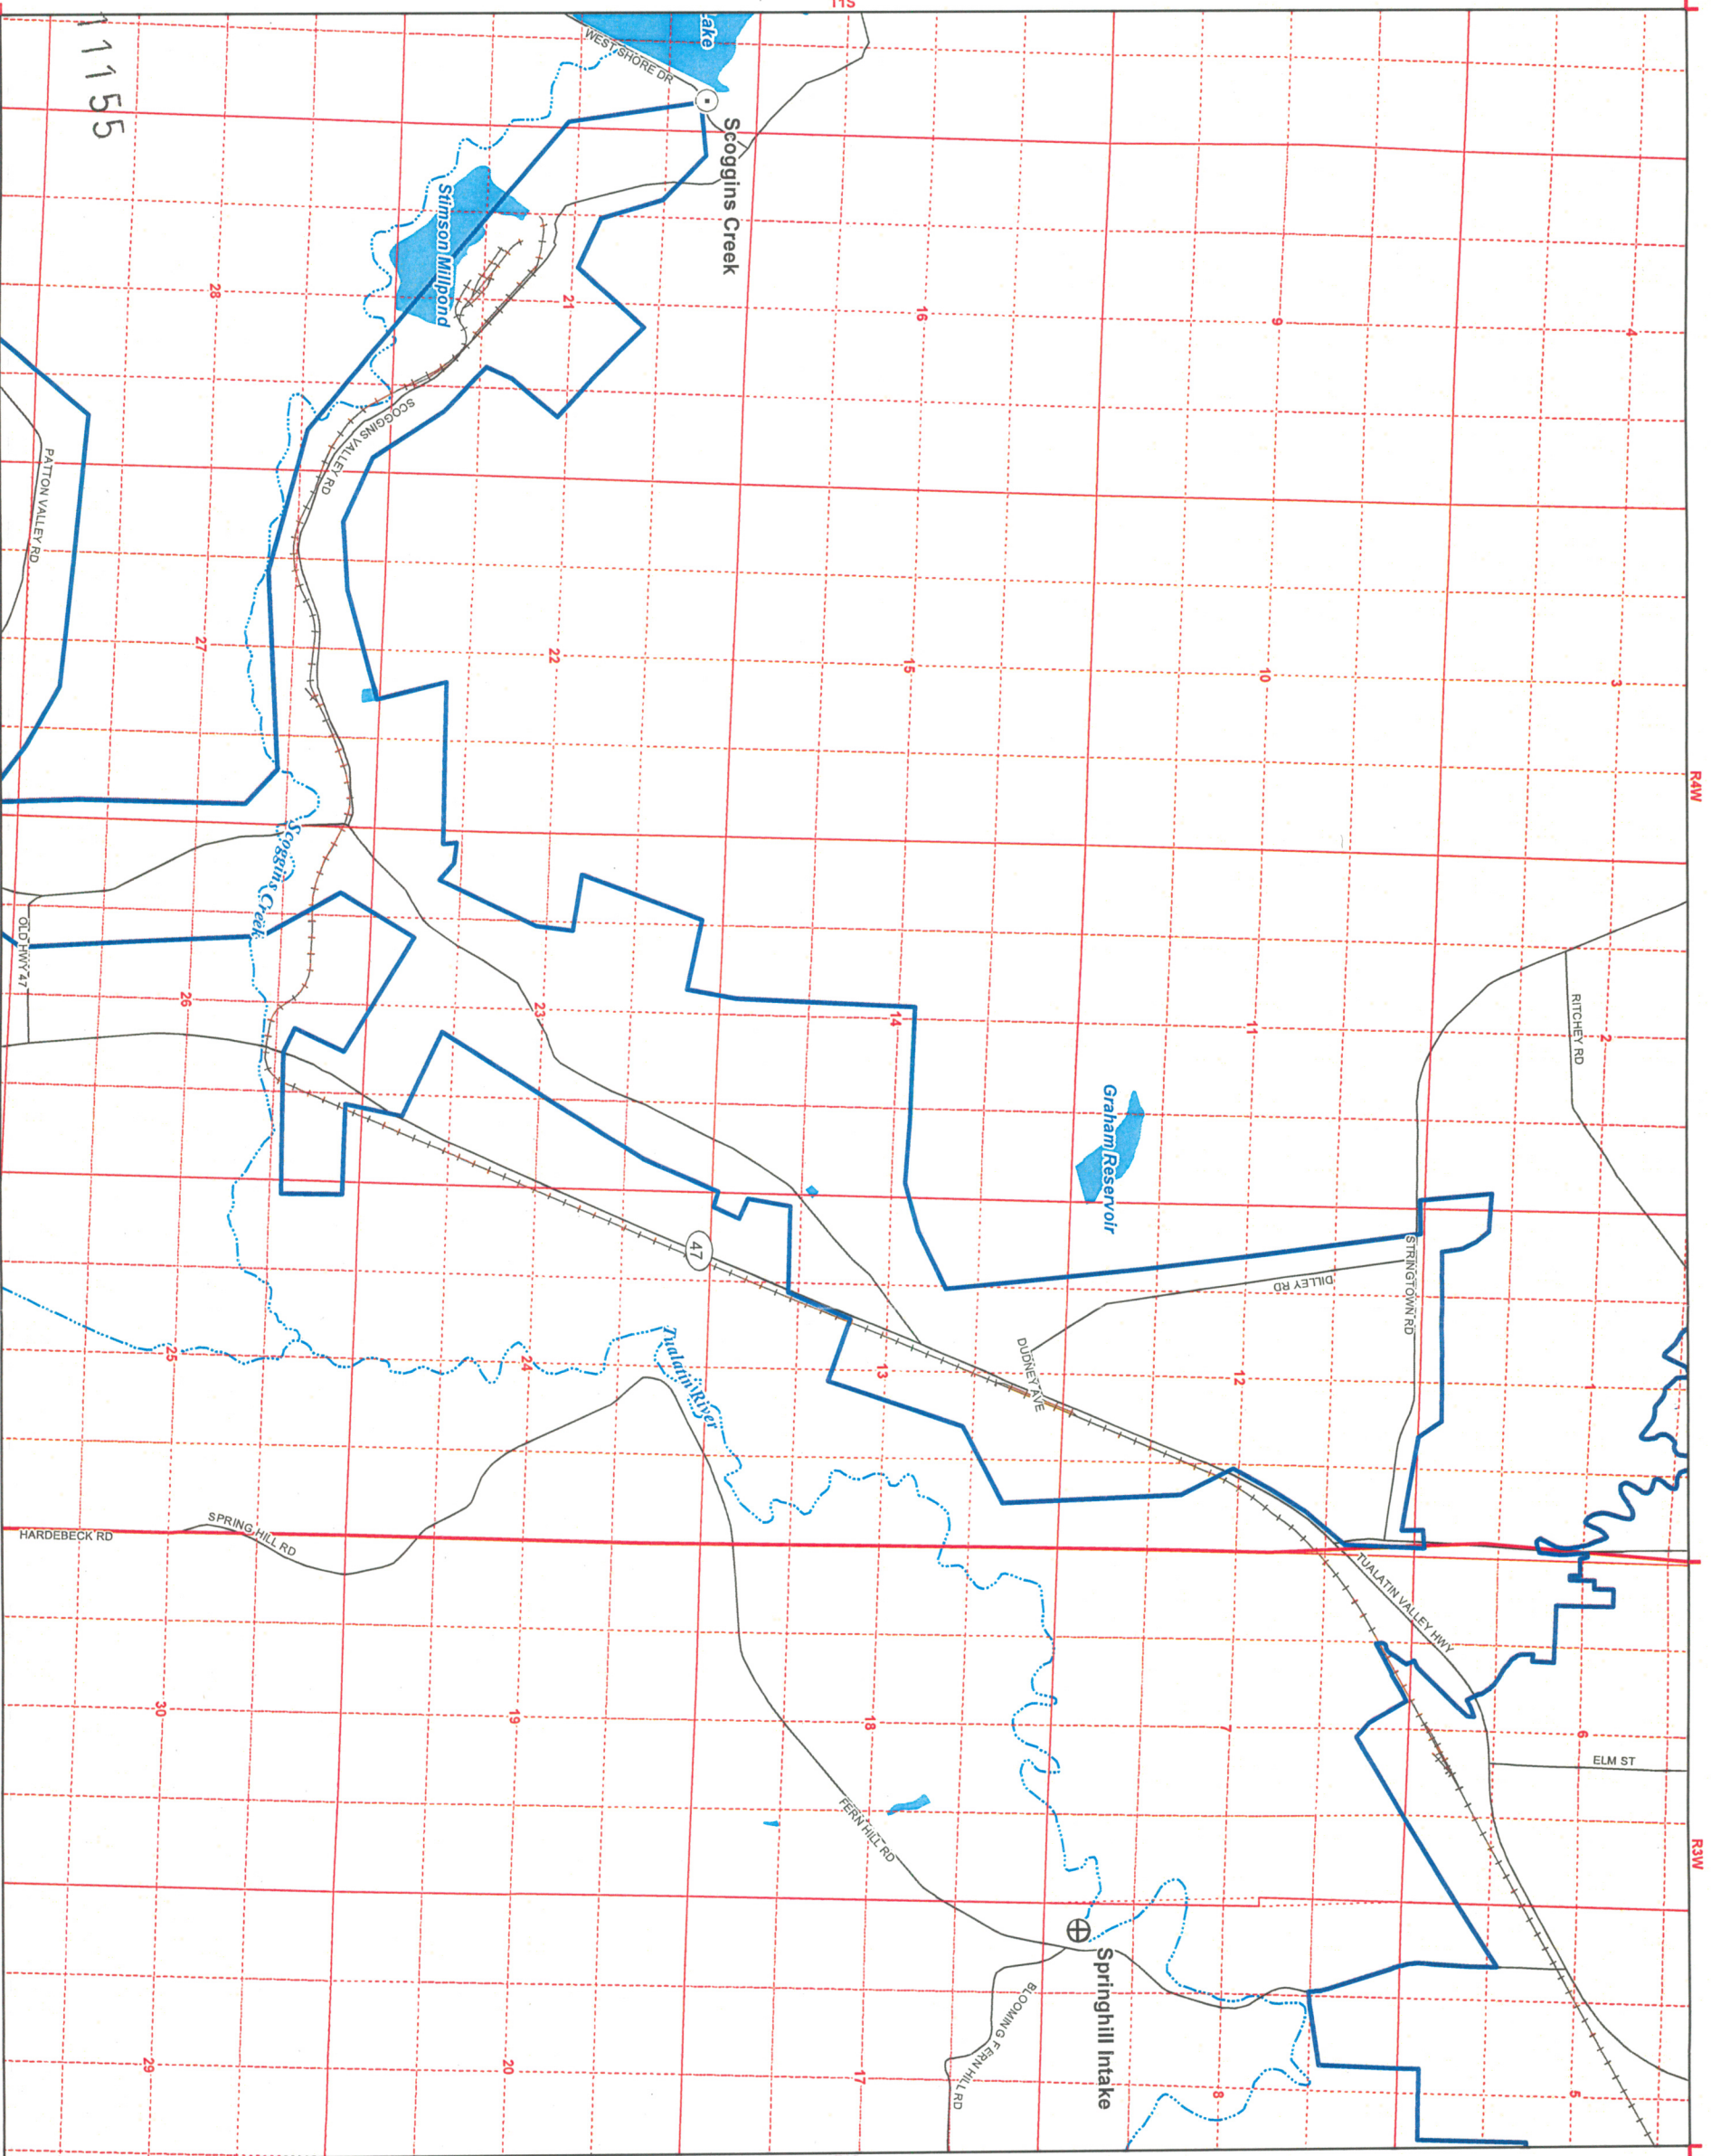 T1S
R4W
R3W
1155
Lake
WEST SHORE DR
Scoggins Creek
Stimson Millpond
SCOGGINS VALLEY RD
PATTON VALLEY RD
Scoggins Creek
OLD HWY 47
RITCHEY RD
Graham Reservoir
STRINGTOWN RD
DILLEY RD
DUDNEY AVE
47
Tualatin River
HARDEBECK RD
SPRING HILL RD
TUALATIN VALLEY HWY
ELM ST
FERN HILL RD
Springhill Intake
BLOOMING FERN HILL RD
4
9
16
21
28
3
10
15
22
27
2
11
14
23
26
1
12
13
24
25
6
7
18
19
30
5
8
17
20
29